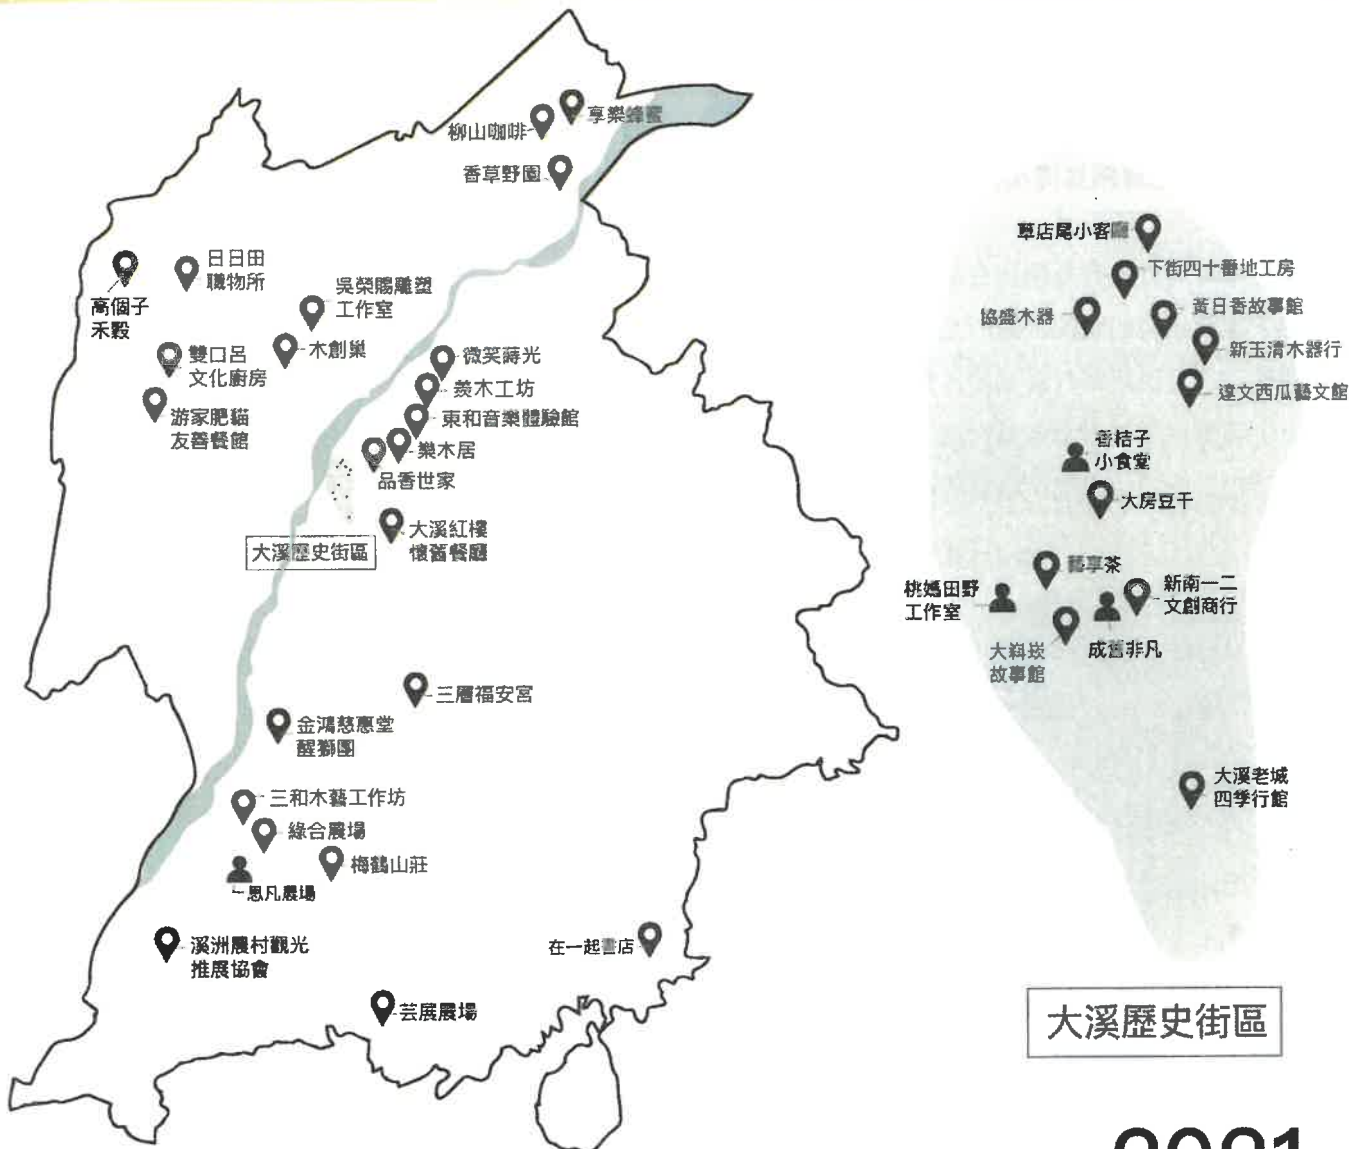 柳山咖啡
享樂蜂蜜
香草野園
高個子
禾穀
日日田
職物所
吳榮賜雕塑
工作室
木創巢
雙口呂
文化廚房
游家肥貓
友善餐館
微笑蒔光
羨木工坊
東和音樂體驗館
樂木居
品香世家
大溪紅樓
懷舊餐廳
大溪歷史街區
三層福安宮
金鴻慈惠堂
醒獅團
三和木藝工作坊
綠合農場
梅鶴山莊
一思凡農場
溪洲農村觀光
推展協會
芸展農場
在一起書店
草店尾小客廳
下街四十番地工房
協盛木器
黃日香故事館
新玉清木器行
達文西瓜藝文館
香桔子
小食堂
大房豆干
藝享茶
桃媽田野
工作室
新南一二
文創商行
大嵙崁
故事館
成舊非凡
大溪老城
四季行館
大溪歷史街區
2021